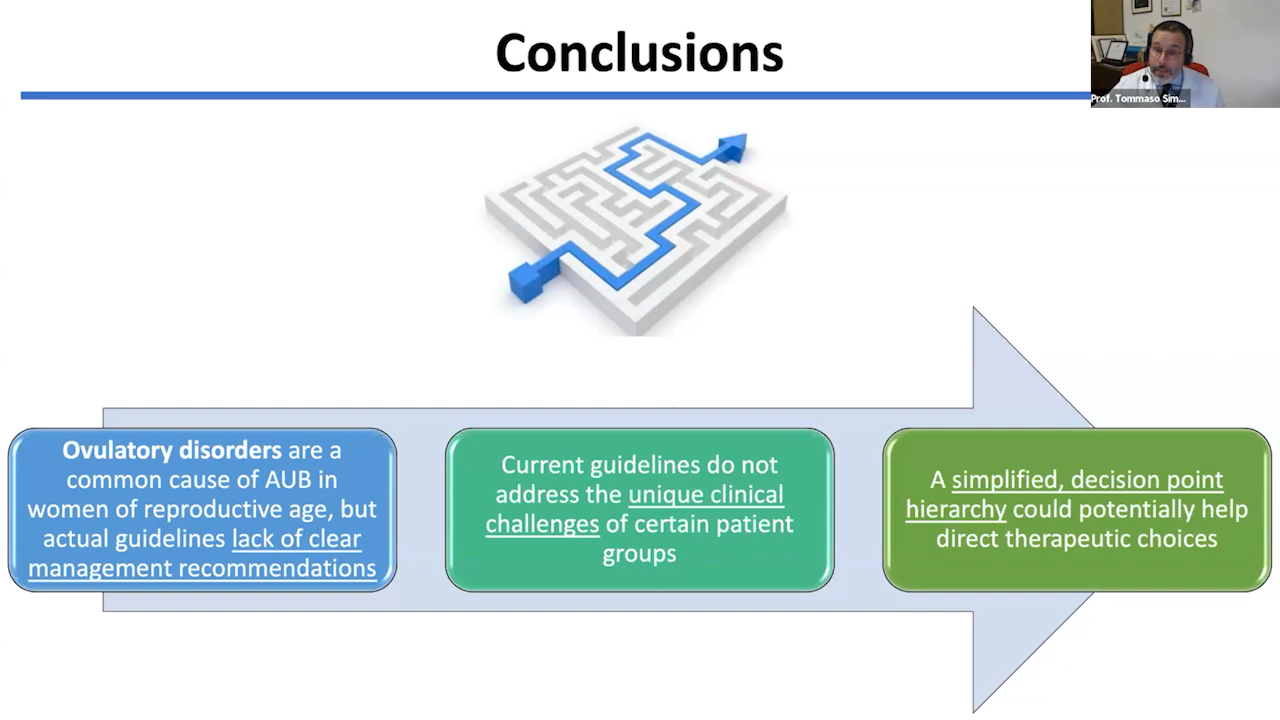 Conclusions
Prof. Tommaso Sim...
Ovulatory disorders are a
common cause of AUB in
women of reproductive age, but
actual guidelines lack of clear
management recommendations
Current guidelines do not
address the unique clinical
challenges of certain patient
groups
A simplified, decision point
hierarchy could potentially help
direct therapeutic choices